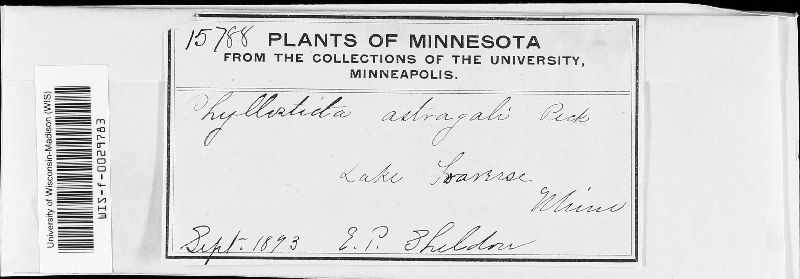 15788 PLANTS OF MINNESOTA
FROM THE COLLECTIONS OF THE UNIVERSITY,
MINNEAPOLIS.
Phyllosticta astragali Peck
Lake Traverse
Minn
Sept. 1893 E. P. Sheldon
University of Wisconsin-Madison (WIS)
WIS-f-0029783